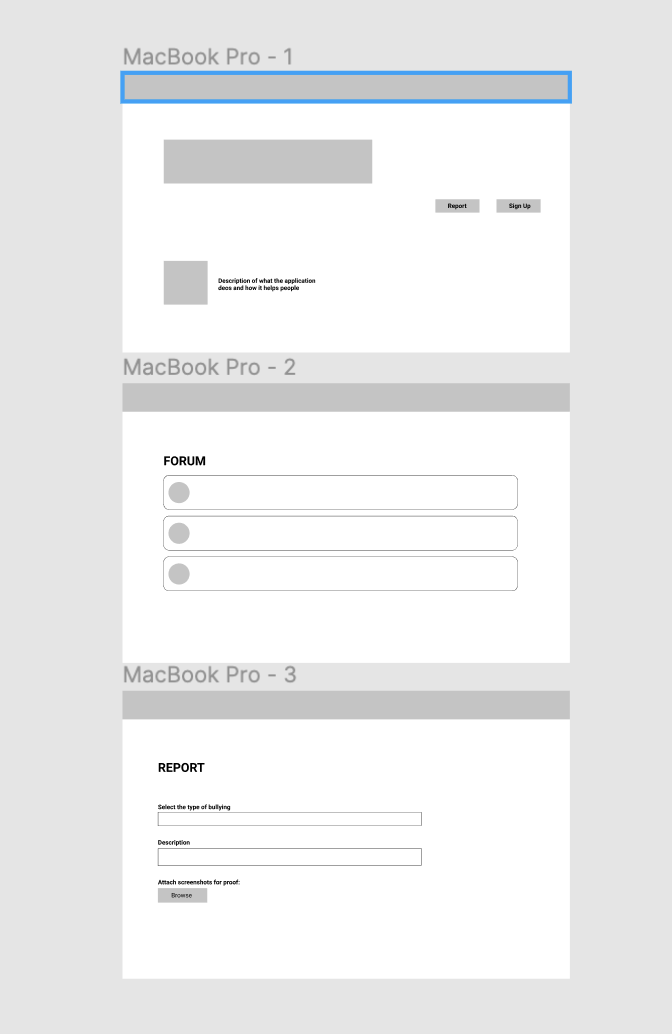 MacBook Pro - 1
Report
Sign Up
Description of what the application
deos and how it helps people
MacBook Pro - 2
FORUM
MacBook Pro - 3
REPORT
Select the type of bullying
Description
Attach screenshots for proof:
Browse